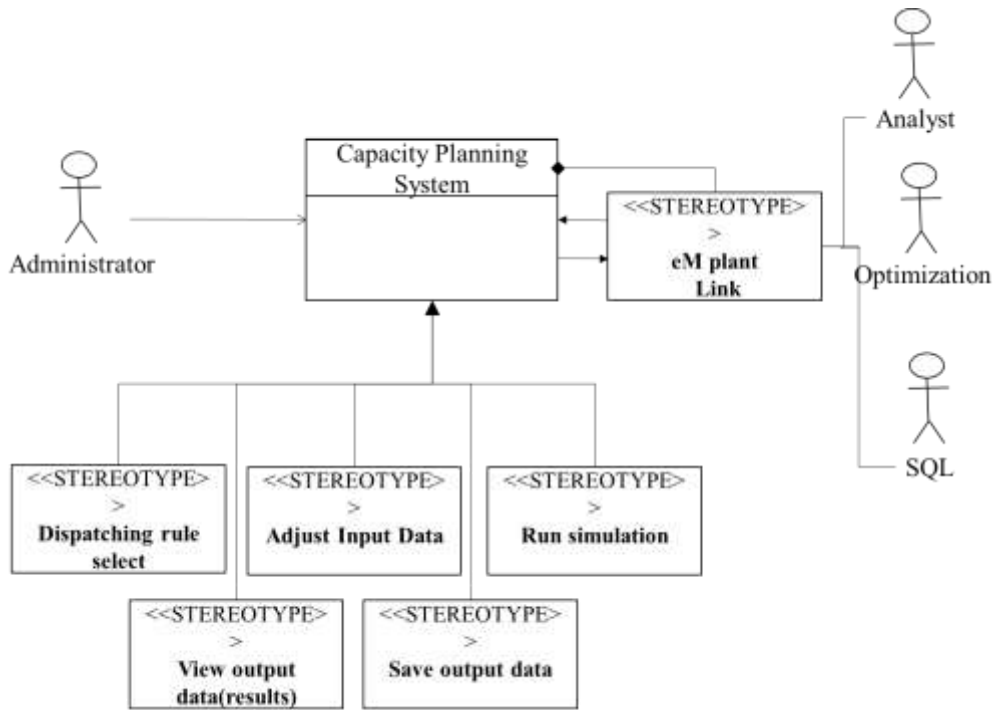 Analyst
Capacity Planning
System
<<STEREOTYPE>
>
eM plant
Link
Administrator
Optimization
SQL
<<STEREOTYPE>
>
Dispatching rule
select
<<STEREOTYPE>
>
Adjust Input Data
<<STEREOTYPE>
>
Run simulation
<<STEREOTYPE>
>
View output
data(results)
<<STEREOTYPE>
>
Save output data